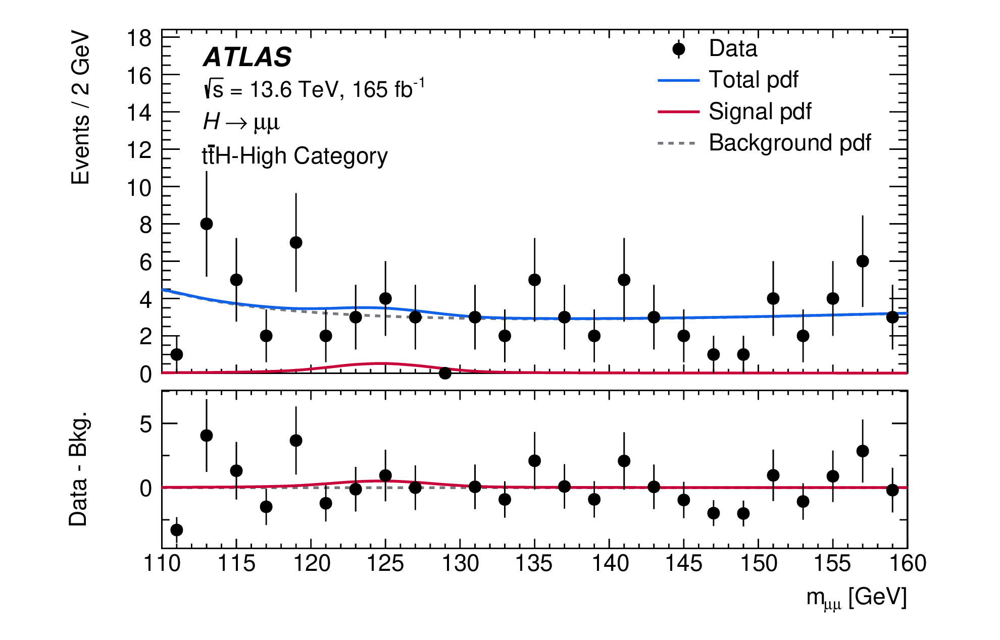 Events / 2 GeV
18
16
14
12
10
8
6
4
2
0
ATLAS
√s = 13.6 TeV, 165 fb⁻¹
H → μμ
tt̄H-High Category
Data
Total pdf
Signal pdf
Background pdf
Data - Bkg.
5
0
110 115 120 125 130 135 140 145 150 155 160
m_μμ [GeV]